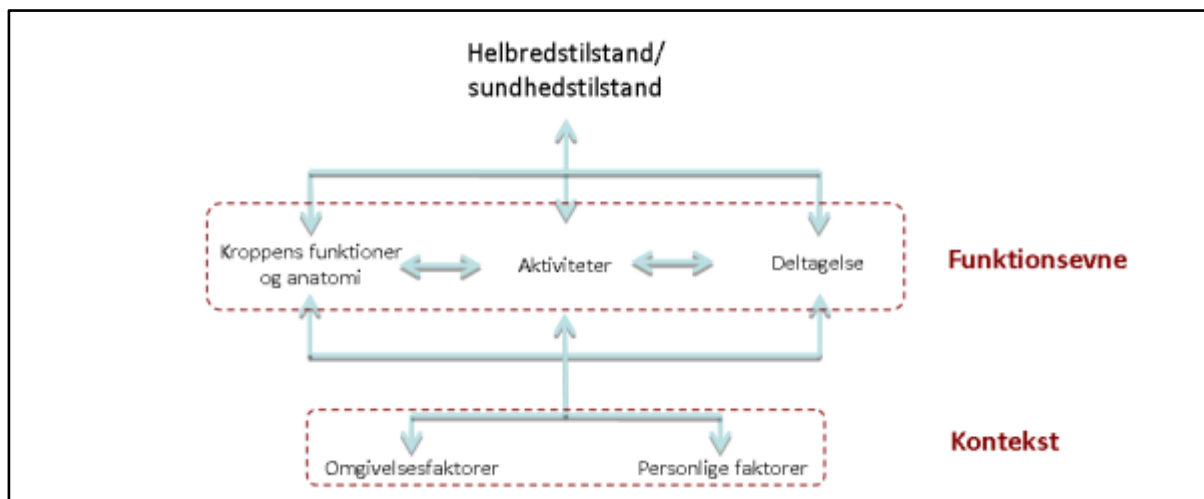 Helbredstilstand/
sundhedstilstand
Kroppens funktioner
og anatomi
Aktiviteter
Deltagelse
Funktionsevne
Omgivelsesfaktorer
Personlige faktorer
Kontekst